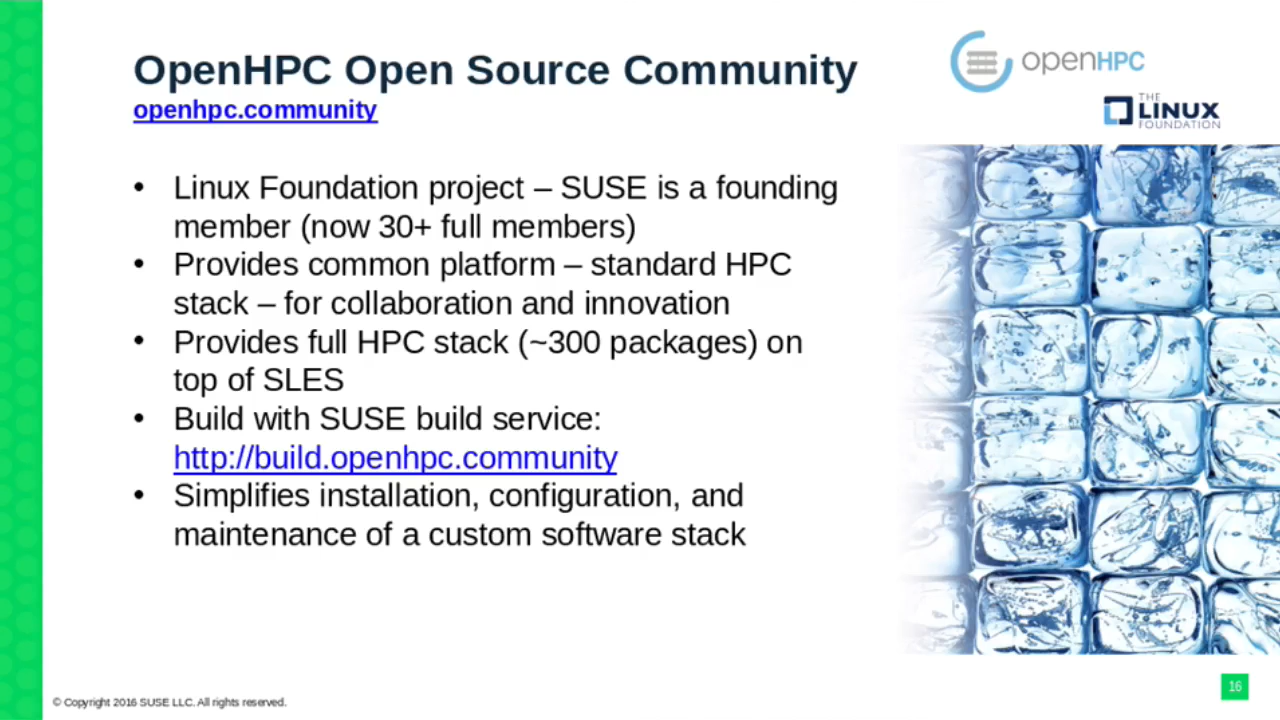 OpenHPC Open Source Community
openhpc.community
openHPC
THE
LINUX
FOUNDATION
• Linux Foundation project – SUSE is a founding
member (now 30+ full members)
• Provides common platform – standard HPC
stack – for collaboration and innovation
• Provides full HPC stack (~300 packages) on
top of SLES
• Build with SUSE build service:
http://build.openhpc.community
• Simplifies installation, configuration, and
maintenance of a custom software stack
16
© Copyright 2016 SUSE LLC. All rights reserved.